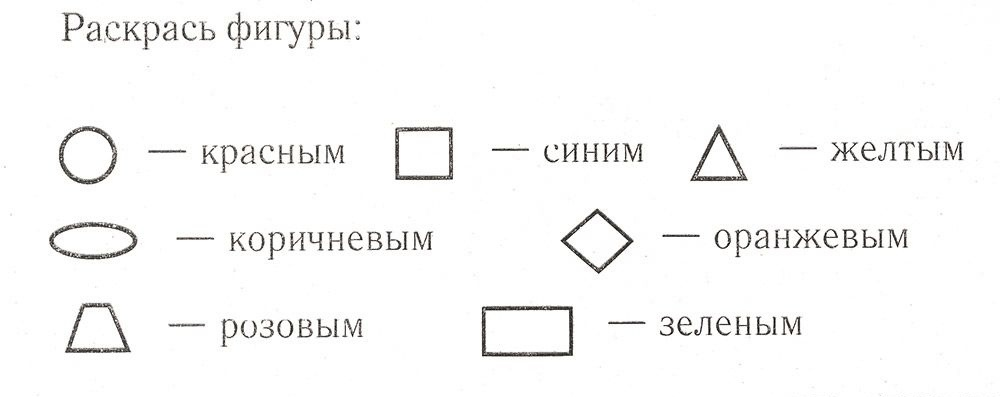 Раскрась фигуры:
— красным — синим — желтым
— коричневым — оранжевым
— розовым — зеленым